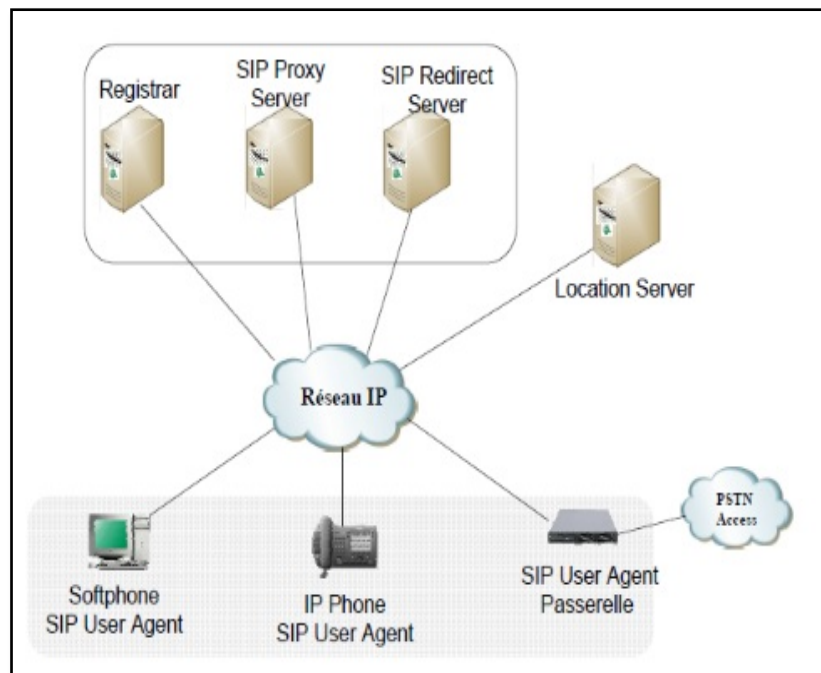 Registrar
SIP Proxy
Server
SIP Redirect
Server
Location Server
Réseau IP
PSTN
Access
Softphone
SIP User Agent
IP Phone
SIP User Agent
SIP User Agent
Passerelle